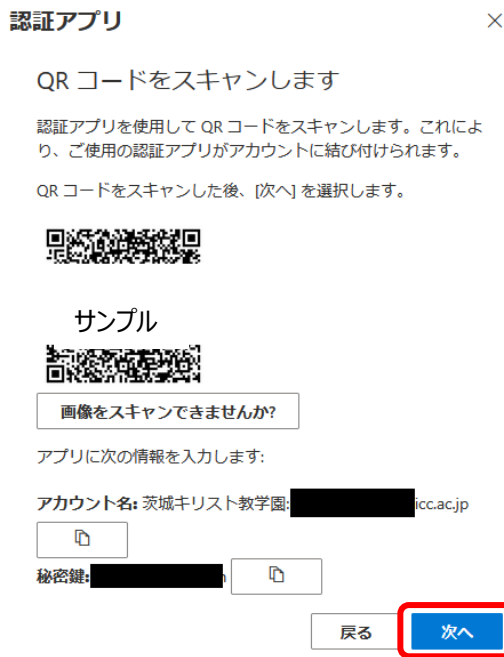 認証アプリ
QR コードをスキャンします
認証アプリを使用して QR コードをスキャンします。これによ
り、ご使用の認証アプリがアカウントに結び付けられます。
QR コードをスキャンした後、[次へ] を選択します。
サンプル
画像をスキャンできませんか?
アプリに次の情報を入力します:
アカウント名: 茨城キリスト教学園: icc.ac.jp
秘密鍵:
戻る
次へ